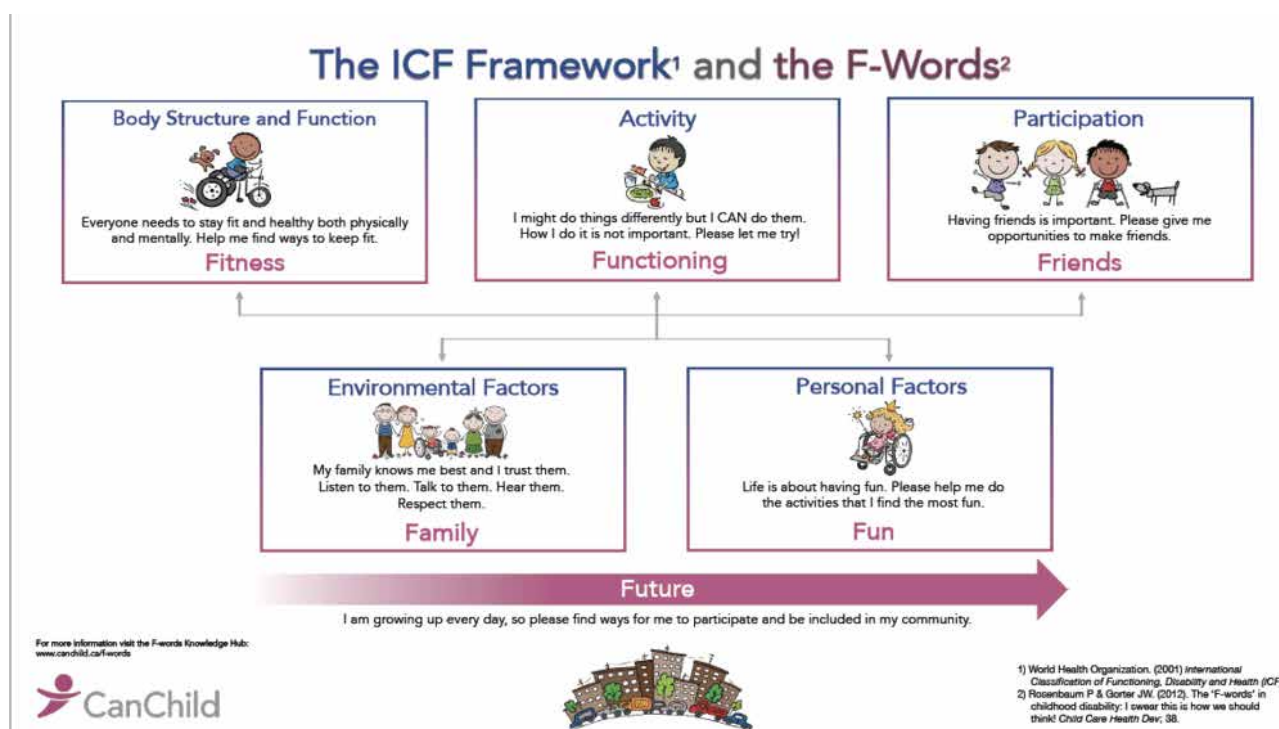 The ICF Framework¹ and the F-Words²
Body Structure and Function
Everyone needs to stay fit and healthy both physically
and mentally. Help me find ways to keep fit.
Fitness
Activity
I might do things differently but I CAN do them.
How I do it is not important. Please let me try!
Functioning
Participation
Having friends is important. Please give me
opportunities to make friends.
Friends
Environmental Factors
My family knows me best and I trust them.
Listen to them. Talk to them. Hear them.
Respect them.
Family
Personal Factors
Life is about having fun. Please help me do
the activities that I find the most fun.
Fun
Future
I am growing up every day, so please find ways for me to participate and be included in my community.
For more information visit the F-words Knowledge Hub:
www.canchild.ca/f-words
CanChild
1) World Health Organization. (2001) International
Classification of Functioning, Disability and Health (ICF
2) Rosenbaum P & Gorter JW. (2012). The 'F-words' in
childhood disability: I swear this is how we should
think! Child Care Health Dev; 38.